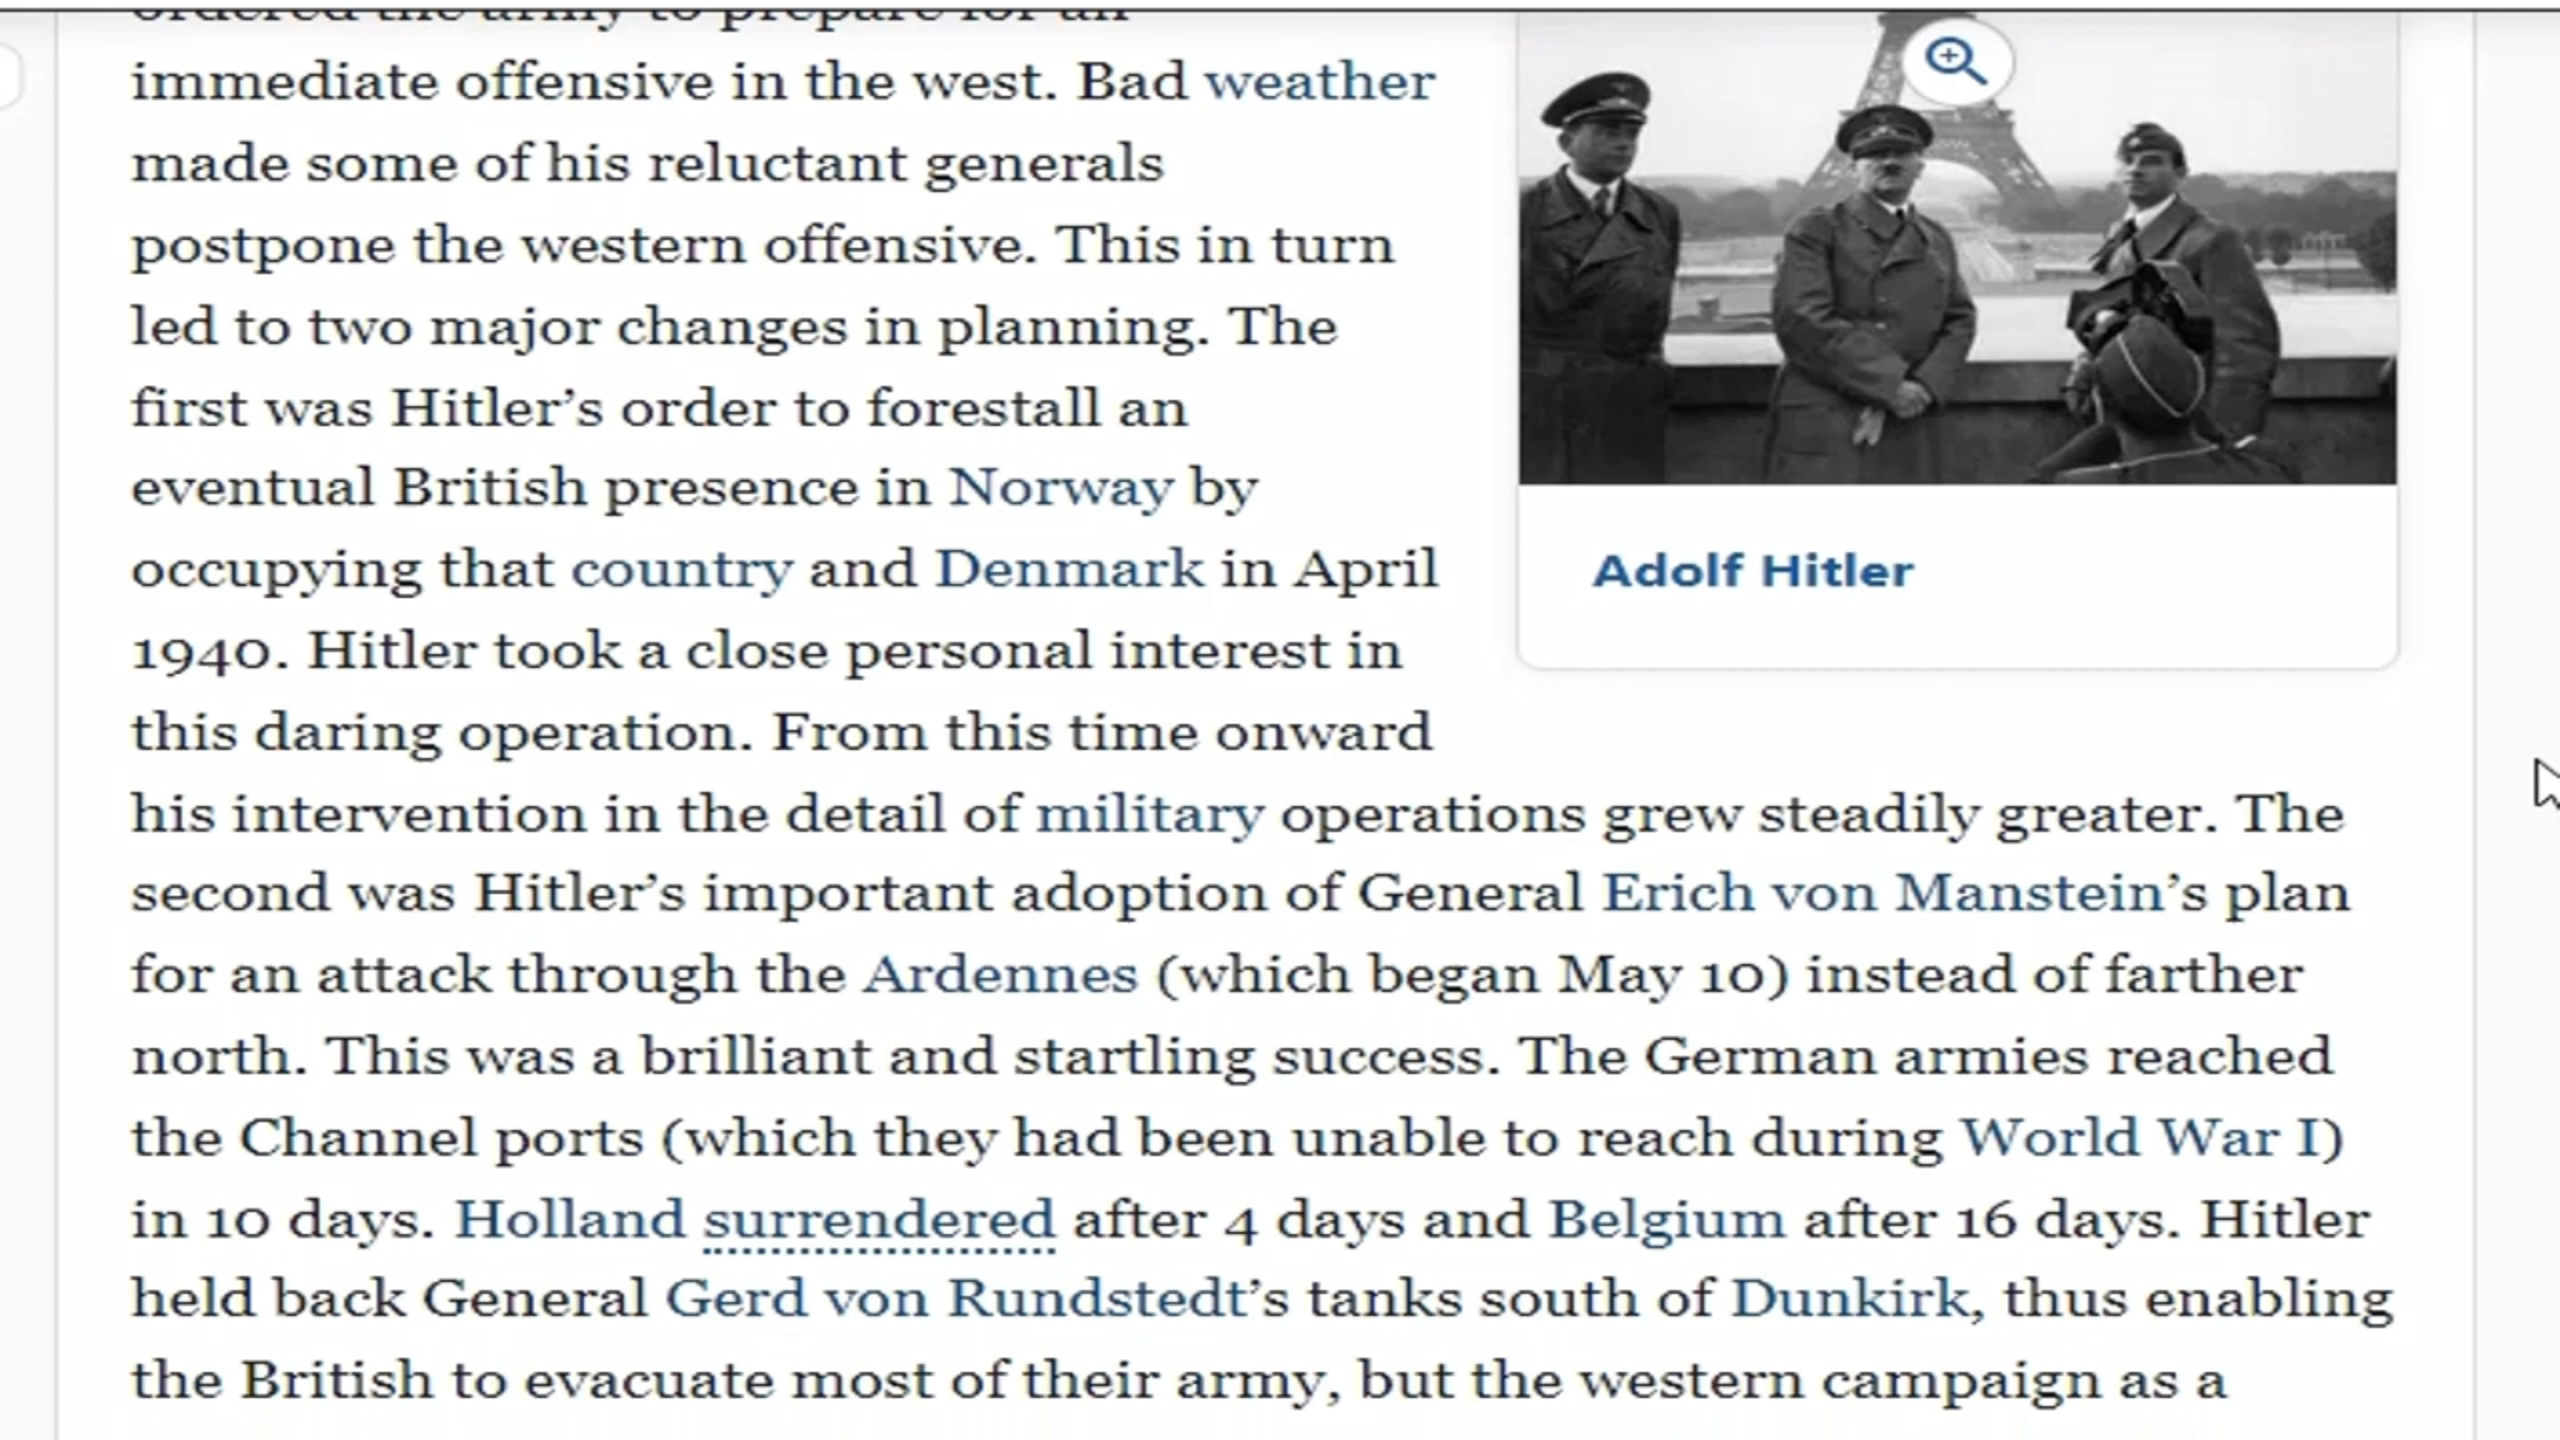 ordered the army to prepare for an
immediate offensive in the west. Bad weather
made some of his reluctant generals
postpone the western offensive. This in turn
led to two major changes in planning. The
first was Hitler’s order to forestall an
eventual British presence in Norway by
occupying that country and Denmark in April
1940. Hitler took a close personal interest in
this daring operation. From this time onward
Adolf Hitler
his intervention in the detail of military operations grew steadily greater. The
second was Hitler’s important adoption of General Erich von Manstein’s plan
for an attack through the Ardennes (which began May 10) instead of farther
north. This was a brilliant and startling success. The German armies reached
the Channel ports (which they had been unable to reach during World War I)
in 10 days. Holland surrendered after 4 days and Belgium after 16 days. Hitler
held back General Gerd von Rundstedt’s tanks south of Dunkirk, thus enabling
the British to evacuate most of their army, but the western campaign as a